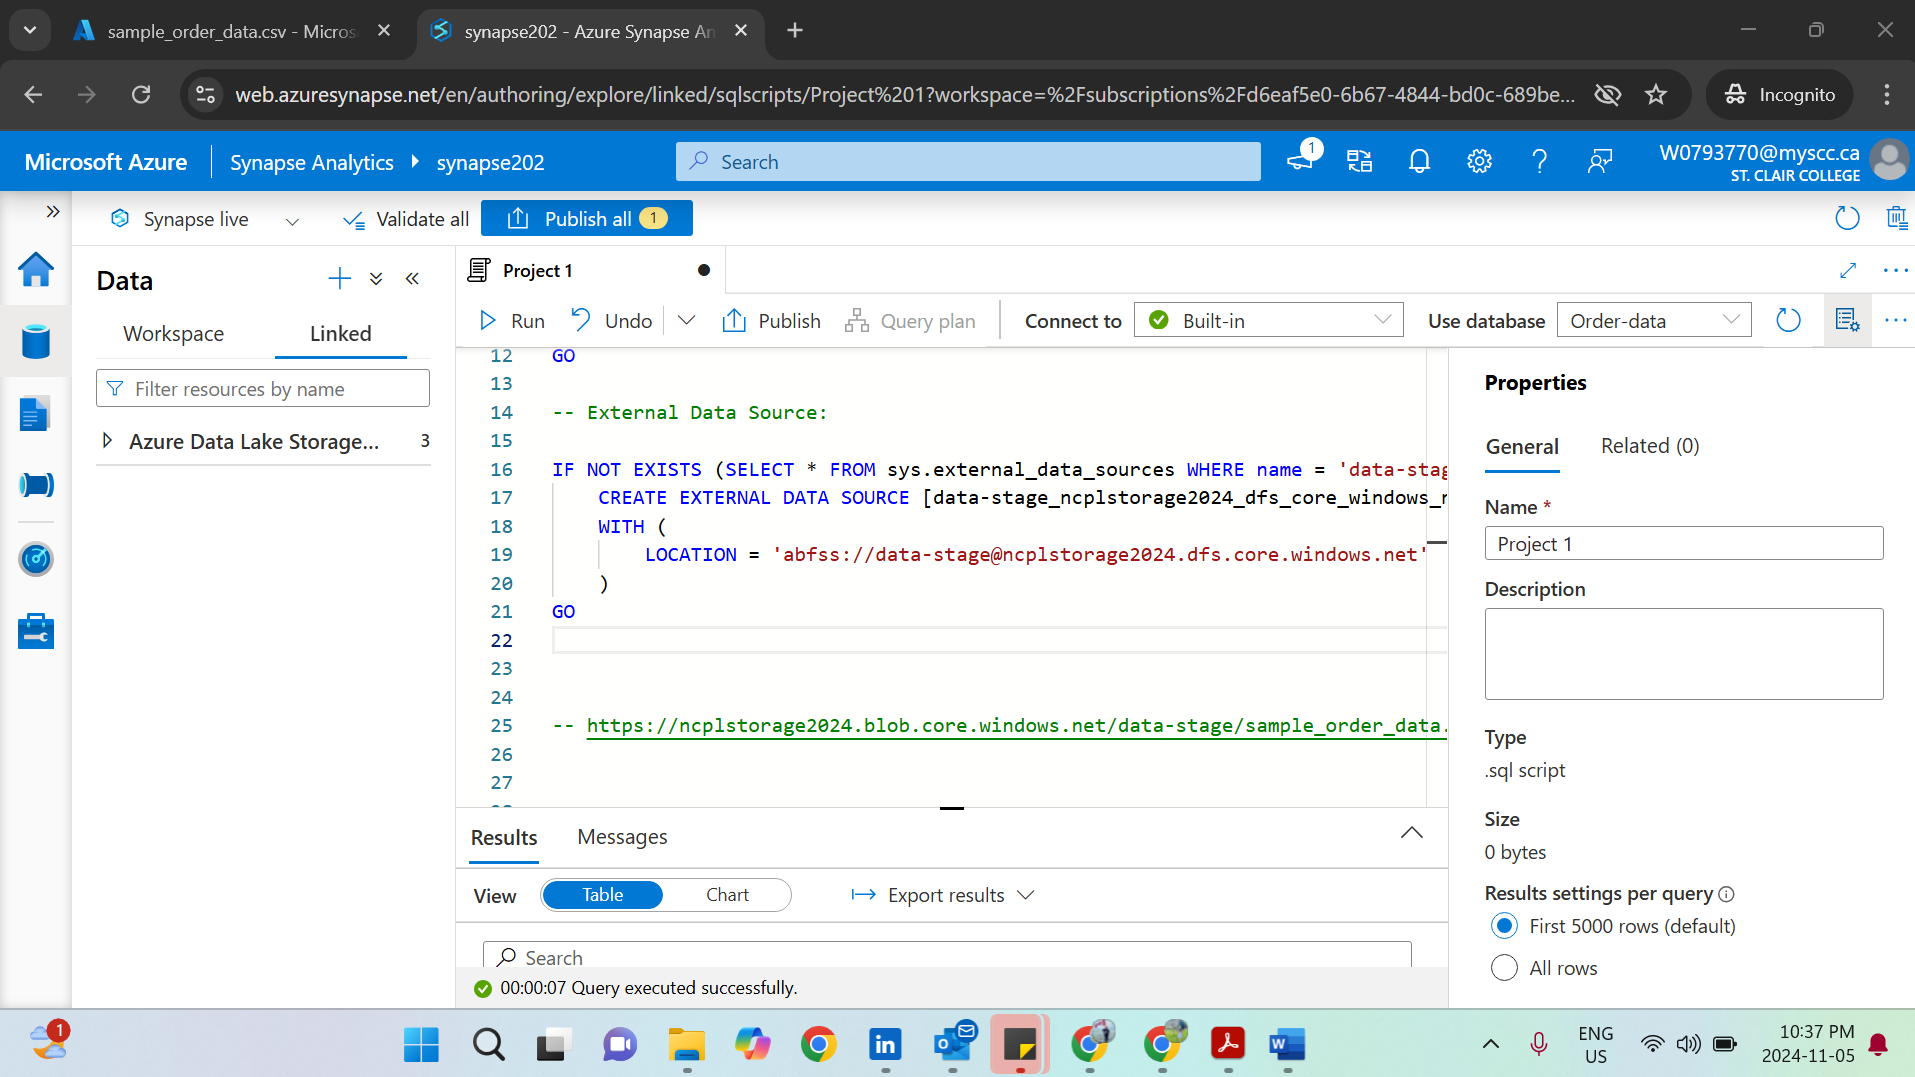 sample_order_data.csv - Micros
synapse202 - Azure Synapse An
web.azuresynapse.net/en/authoring/explore/linked/sqlscripts/Project%201?workspace=%2Fsubscriptions%2Fd6eaf5e0-6b67-4844-bd0c-689be...
Incognito
Microsoft Azure
Synapse Analytics
synapse202
Search
1
W0793770@myscc.ca
ST. CLAIR COLLEGE
Synapse live
Validate all
Publish all 1
Data
Workspace
Linked
Filter resources by name
Azure Data Lake Storage... 3
Project 1
Run
Undo
Publish
Query plan
Connect to
Built-in
Use database
Order-data
12 GO
13
14 -- External Data Source:
15
16 IF NOT EXISTS (SELECT * FROM sys.external_data_sources WHERE name = 'data-stag
17 CREATE EXTERNAL DATA SOURCE [data-stage_ncplstorage2024_dfs_core_windows_n
18 WITH (
19 LOCATION = 'abfss://data-stage@ncplstorage2024.dfs.core.windows.net'
20 )
21 GO
22
23
24
25 -- https://ncplstorage2024.blob.core.windows.net/data-stage/sample_order_data.
26
27
Results
Messages
View
Table
Chart
Export results
Search
00:00:07 Query executed successfully.
Properties
General
Related (0)
Name *
Project 1
Description
Type
.sql script
Size
0 bytes
Results settings per query
First 5000 rows (default)
All rows
1
ENG
US
10:37 PM
2024-11-05